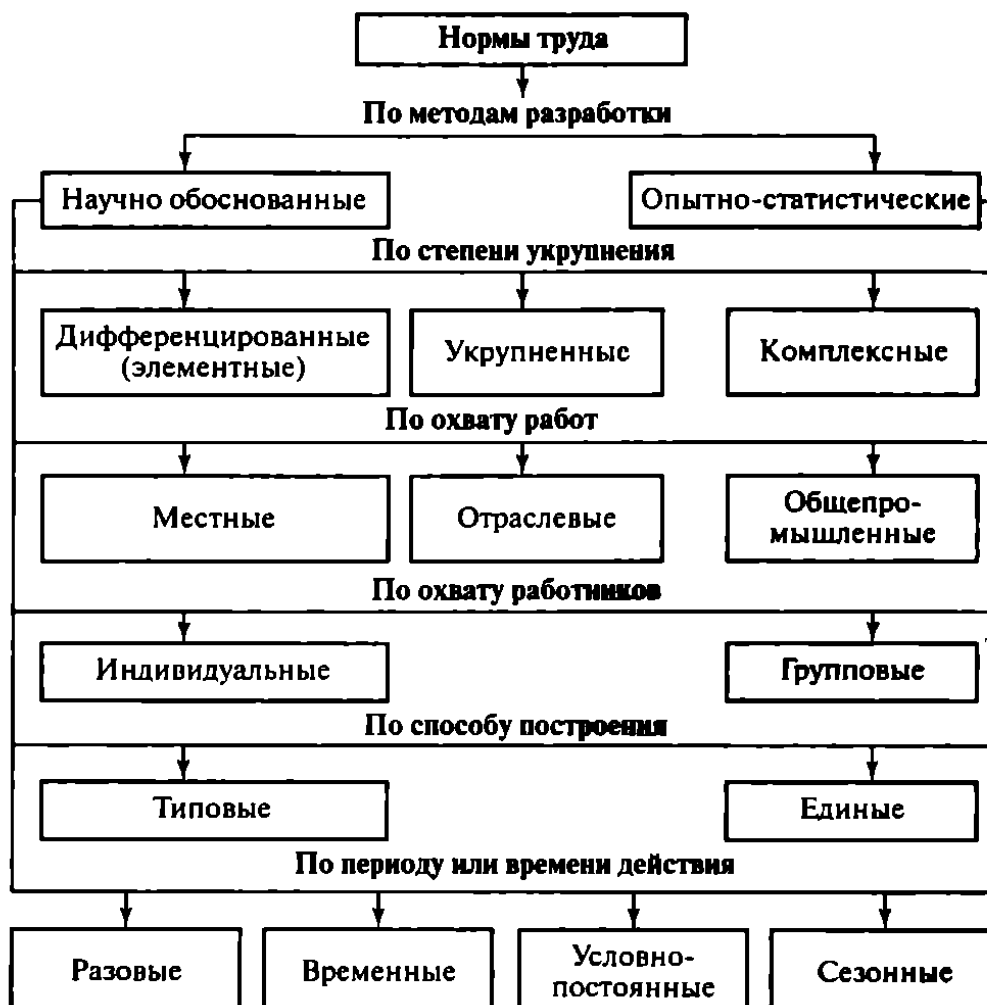 Нормы труда
По методам разработки
Научно обоснованные
Опытно-статистические
По степени укрупнения
Дифференцированные
(элементные)
Укрупненные
Комплексные
По охвату работ
Местные
Отраслевые
Общепро-
мышленные
По охвату работников
Индивидуальные
Групповые
По способу построения
Типовые
Единые
По периоду или времени действия
Разовые
Временные
Условно-
постоянные
Сезонные